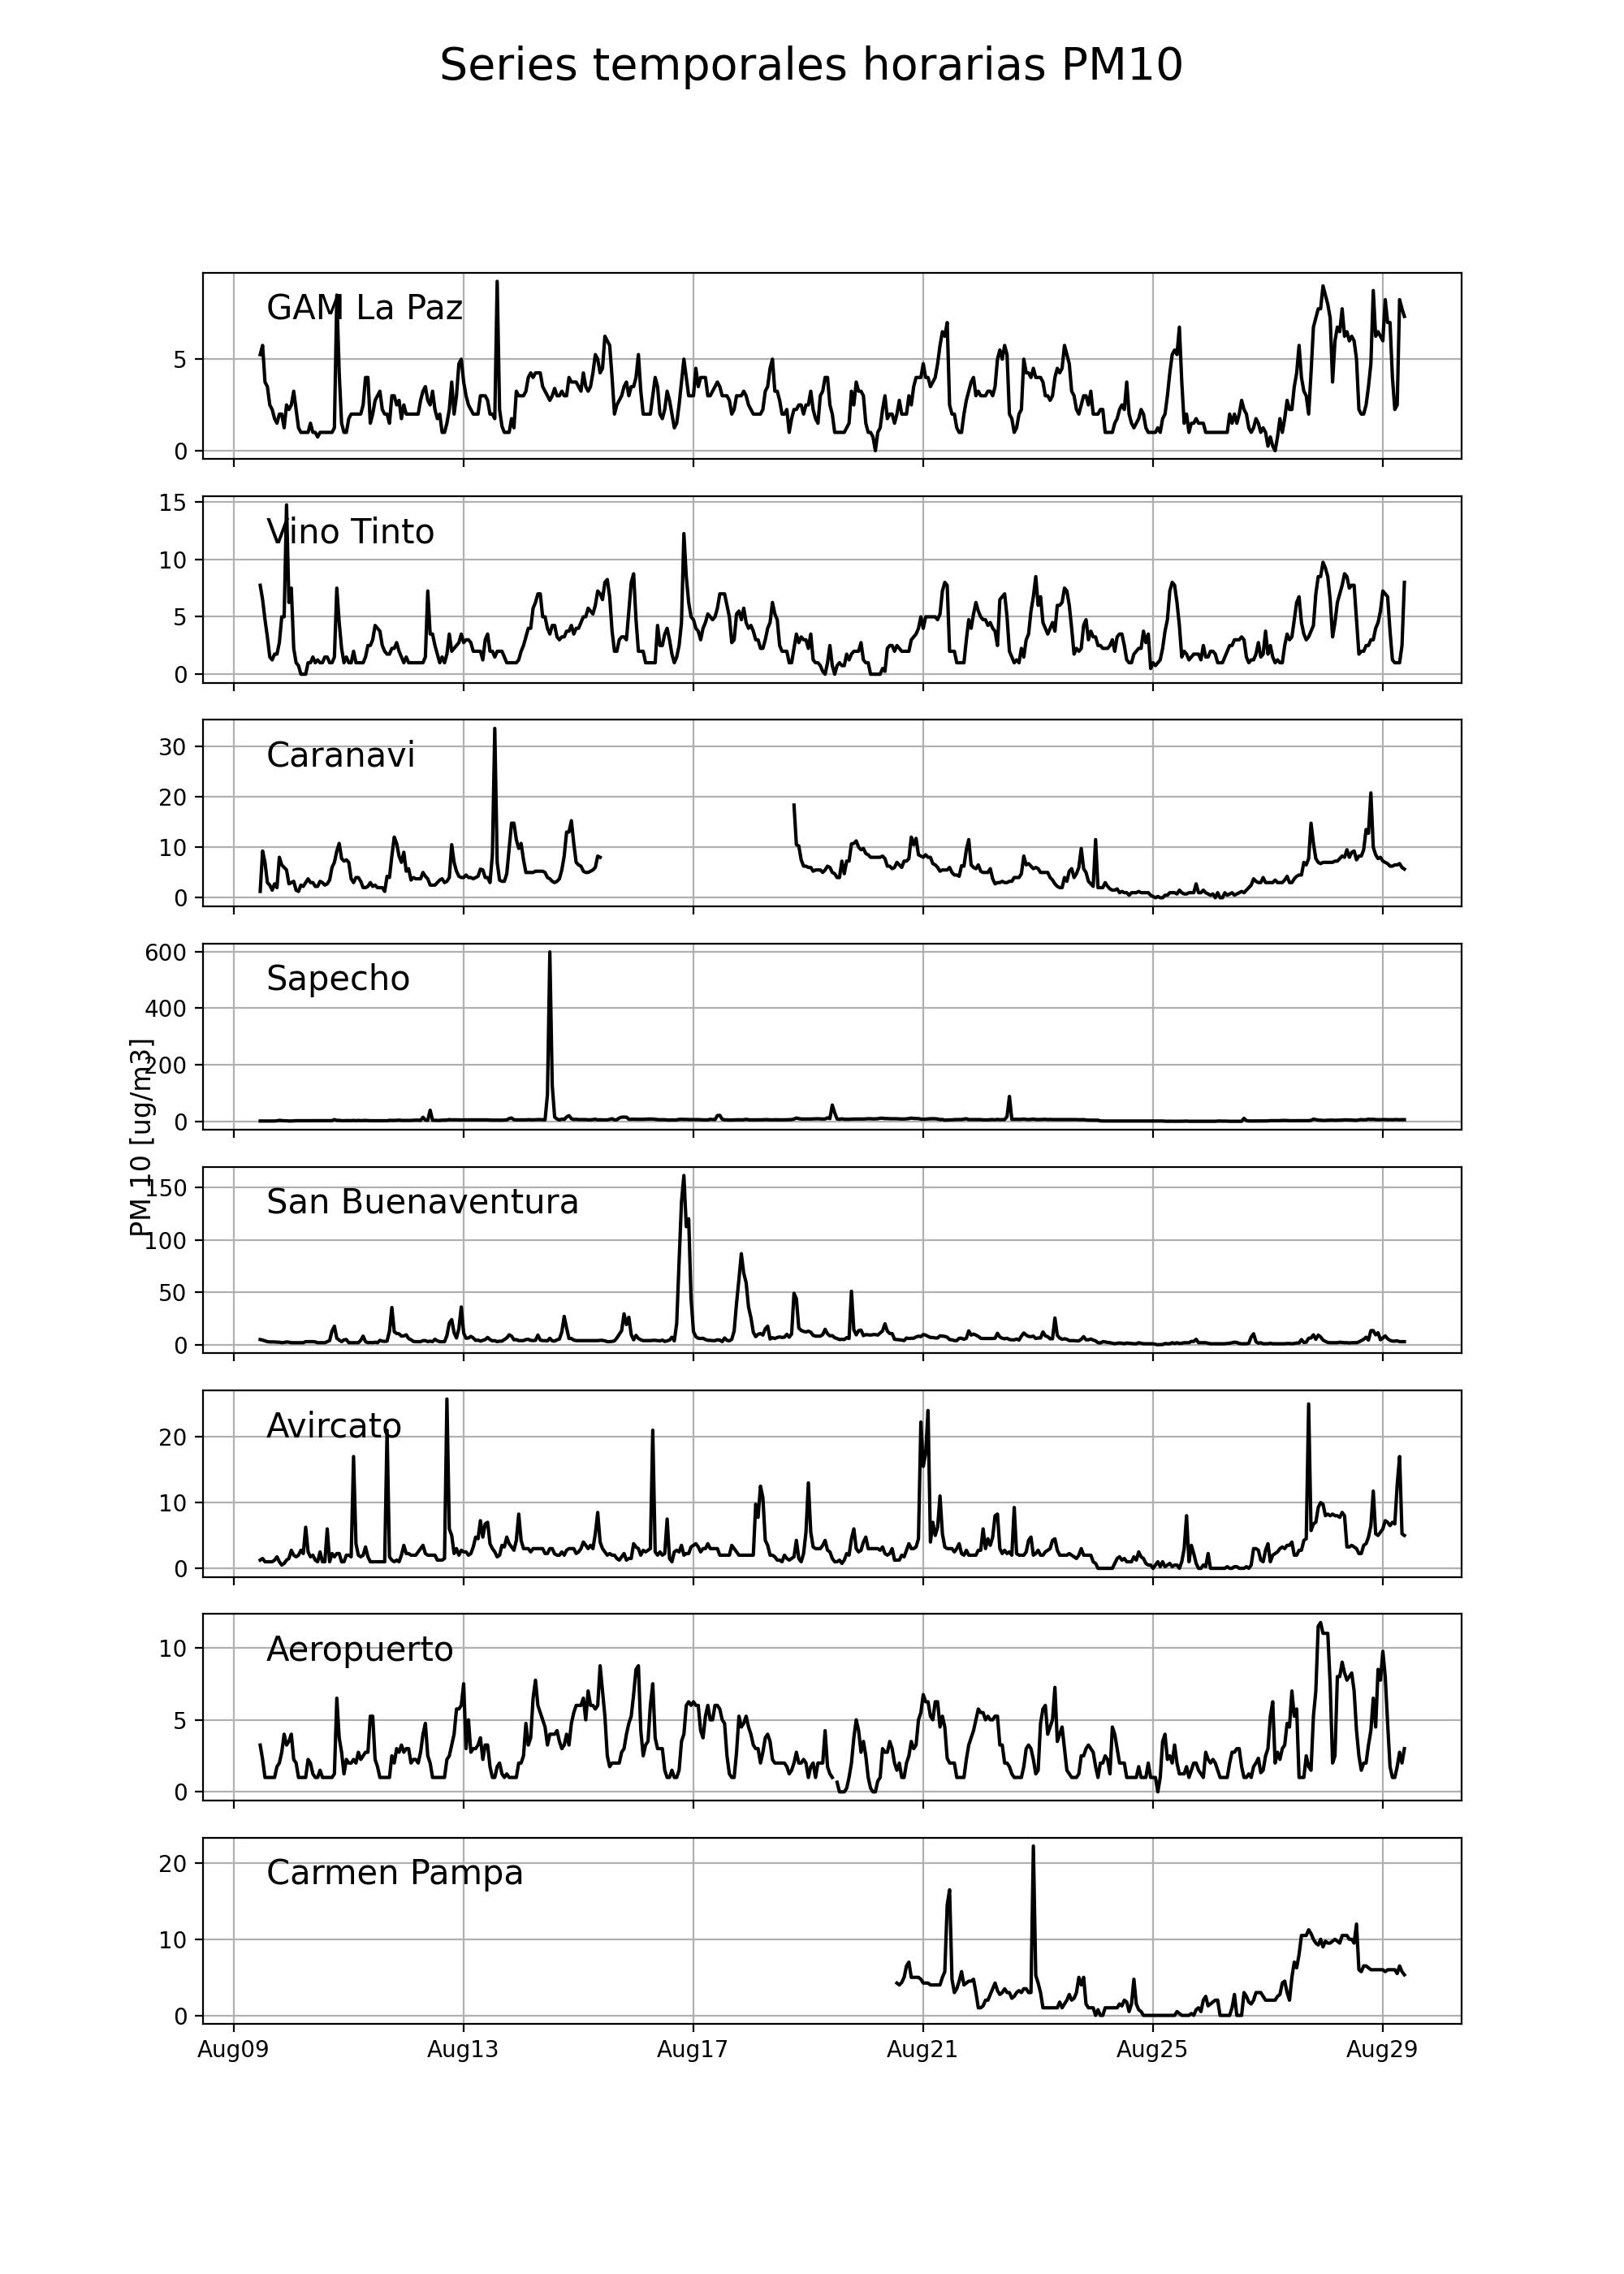 Series temporales horarias PM10
GAM La Paz
5
0
Vino Tinto
15
10
5
0
Caranavi
30
20
10
0
Sapecho
600
400
200
0
PM 10 [ug/m3]
San Buenaventura
150
100
50
0
Avircato
20
10
0
Aeropuerto
10
5
0
Carmen Pampa
20
10
0
Aug09 Aug13 Aug17 Aug21 Aug25 Aug29